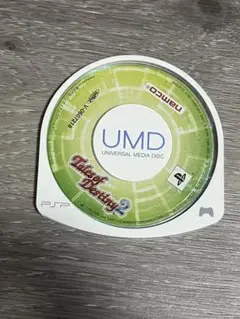 namco
UMD
UNIVERSAL MEDIA DISC
Tales of
Destiny 2
PSP